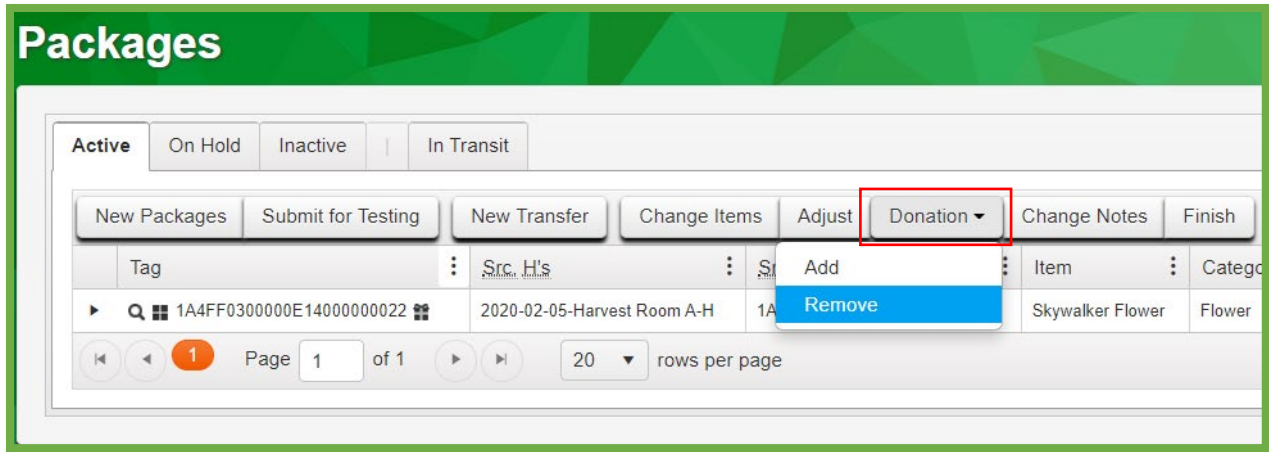 Packages
Active On Hold Inactive | In Transit
New Packages Submit for Testing New Transfer Change Items Adjust Donation Change Notes Finish
Tag Src. H's Sr Add Item Catego
1A4FF0300000E14000000022 2020-02-05-Harvest Room A-H 1A Remove Skywalker Flower Flower
1 Page 1 of 1 20 rows per page